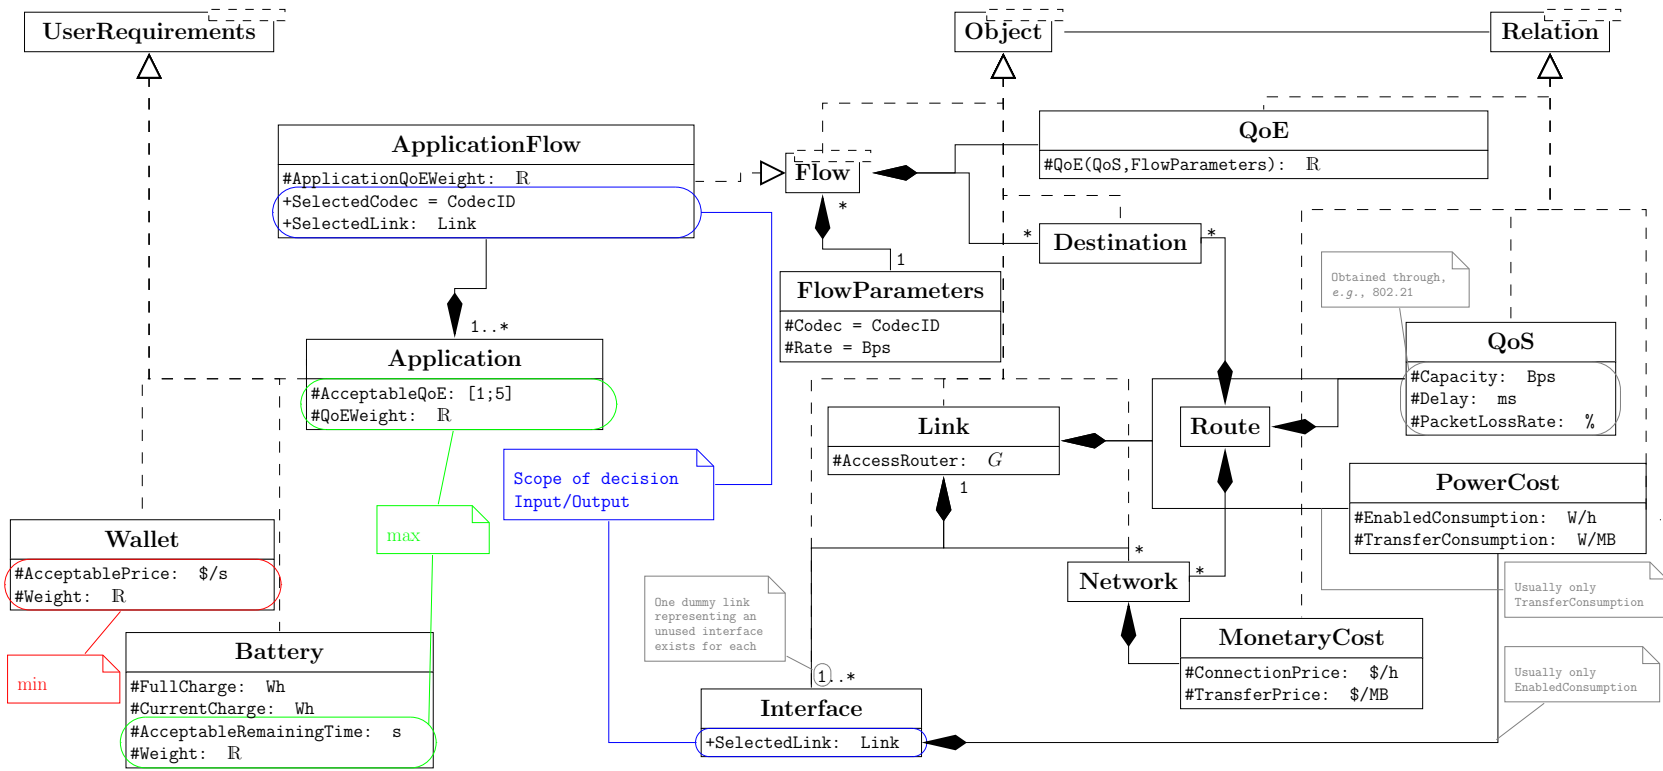 UserRequirements
Object
Relation
ApplicationFlow
#ApplicationQoEWeight: ℝ
+SelectedCodec = CodecID
+SelectedLink: Link
Flow
*
QoE
#QoE(QoS,FlowParameters): ℝ
*
Destination
*
1
FlowParameters
#Codec = CodecID
#Rate = Bps
Obtained through,
e.g., 802.21
QoS
#Capacity: Bps
#Delay: ms
#PacketLossRate: %
1..*
Application
#AcceptableQoE: [1;5]
#QoEWeight: ℝ
Link
#AccessRouter: G
1
Route
Scope of decision
Input/Output
PowerCost
#EnabledConsumption: W/h
#TransferConsumption: W/MB
max
Wallet
#AcceptablePrice: $/s
#Weight: ℝ
*
Network
*
Usually only
TransferConsumption
One dummy link
representing an
unused interface
exists for each
MonetaryCost
#ConnectionPrice: $/h
#TransferPrice: $/MB
min
Battery
#FullCharge: Wh
#CurrentCharge: Wh
#AcceptableRemainingTime: s
#Weight: ℝ
Usually only
EnabledConsumption
1..*
Interface
+SelectedLink: Link